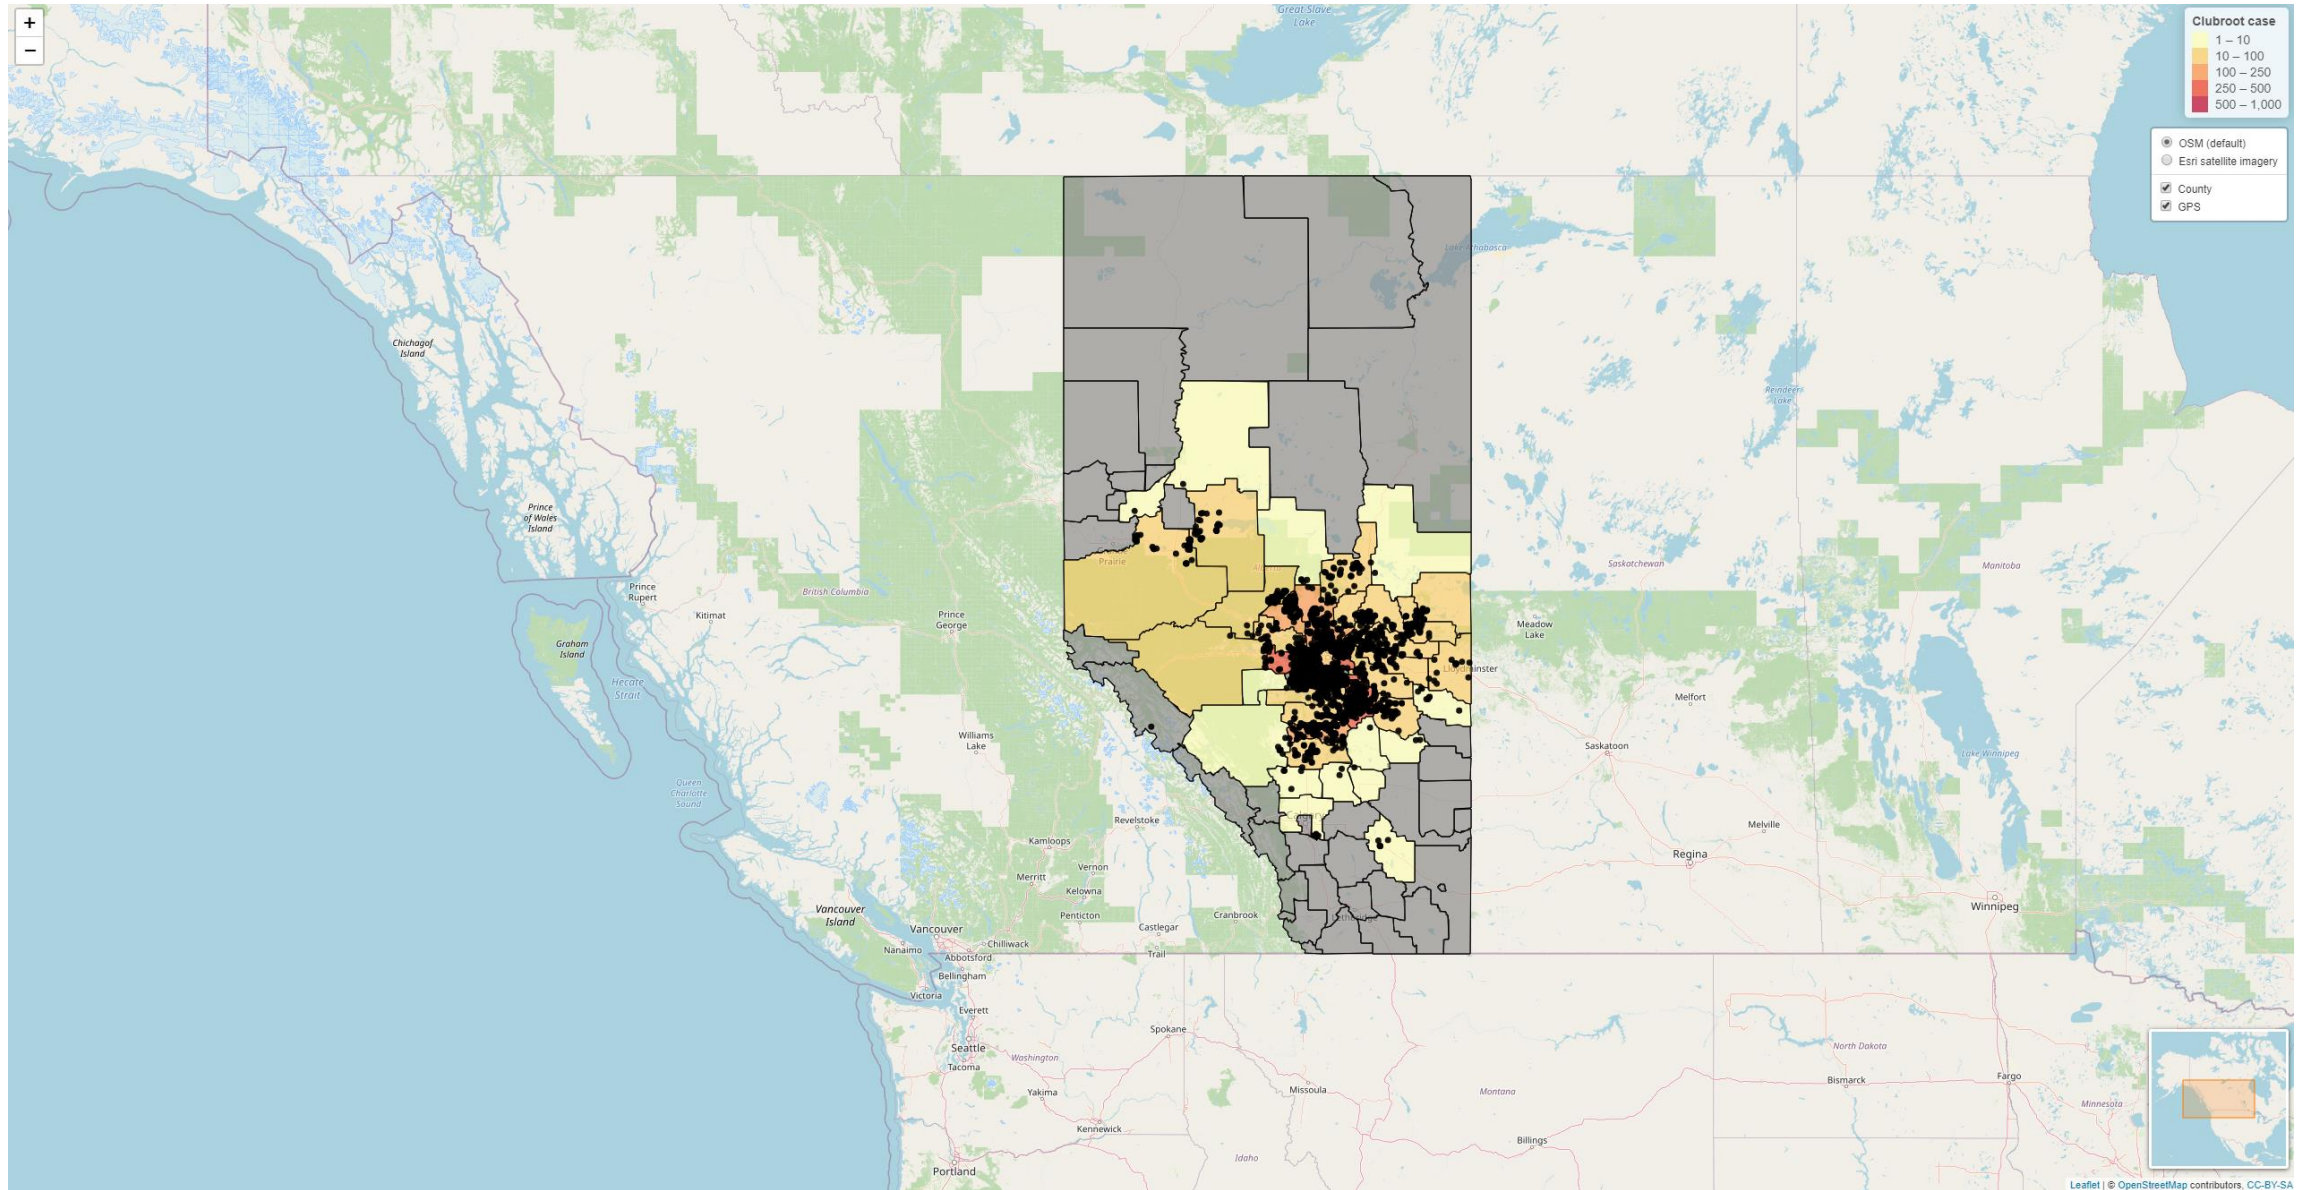 +
−
Great Slave
Lake
Clubroot case
1 – 10
10 – 100
100 – 250
250 – 500
500 – 1,000
OSM (default)
Esri satellite imagery
County
GPS
Lake Athabasca
Chichagof
Island
Reindeer
Lake
Prince
of Wales
Island
Prairie
Saskatchewan
Manitoba
Prince
Rupert
British Columbia
Kitimat
Prince
George
Meadow
Lake
Graham
Island
Lloydminster
Hecate
Strait
Melfort
Williams
Lake
Saskatoon
Lake Winnipeg
Queen
Charlotte
Sound
Revelstoke
Calgary
Melville
Kamloops
Regina
Vernon
Merritt
Kelowna
Vancouver
Island
Penticton
Cranbrook
Lethbridge
Winnipeg
Castlegar
Vancouver
Chilliwack
Nanaimo
Abbotsford
Trail
Bellingham
Victoria
Everett
Spokane
Seattle
Washington
North Dakota
Tacoma
Missoula
Montana
Bismarck
Fargo
Yakima
Minnesota
Kennewick
Billings
Idaho
Portland
Leaflet | © OpenStreetMap contributors, CC-BY-SA